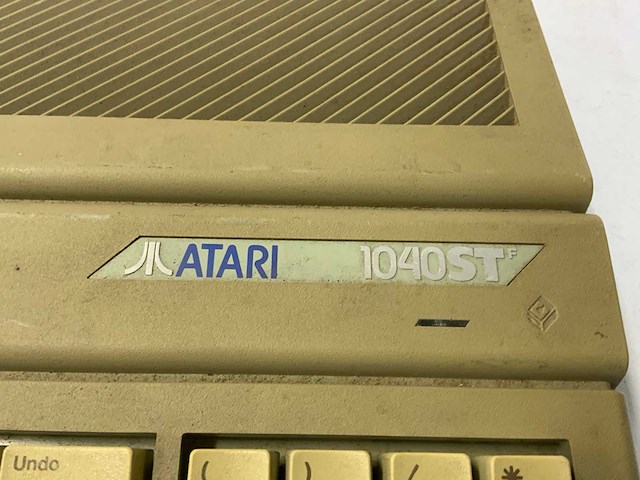 ATARI 1040STF
Undo ( ) / *